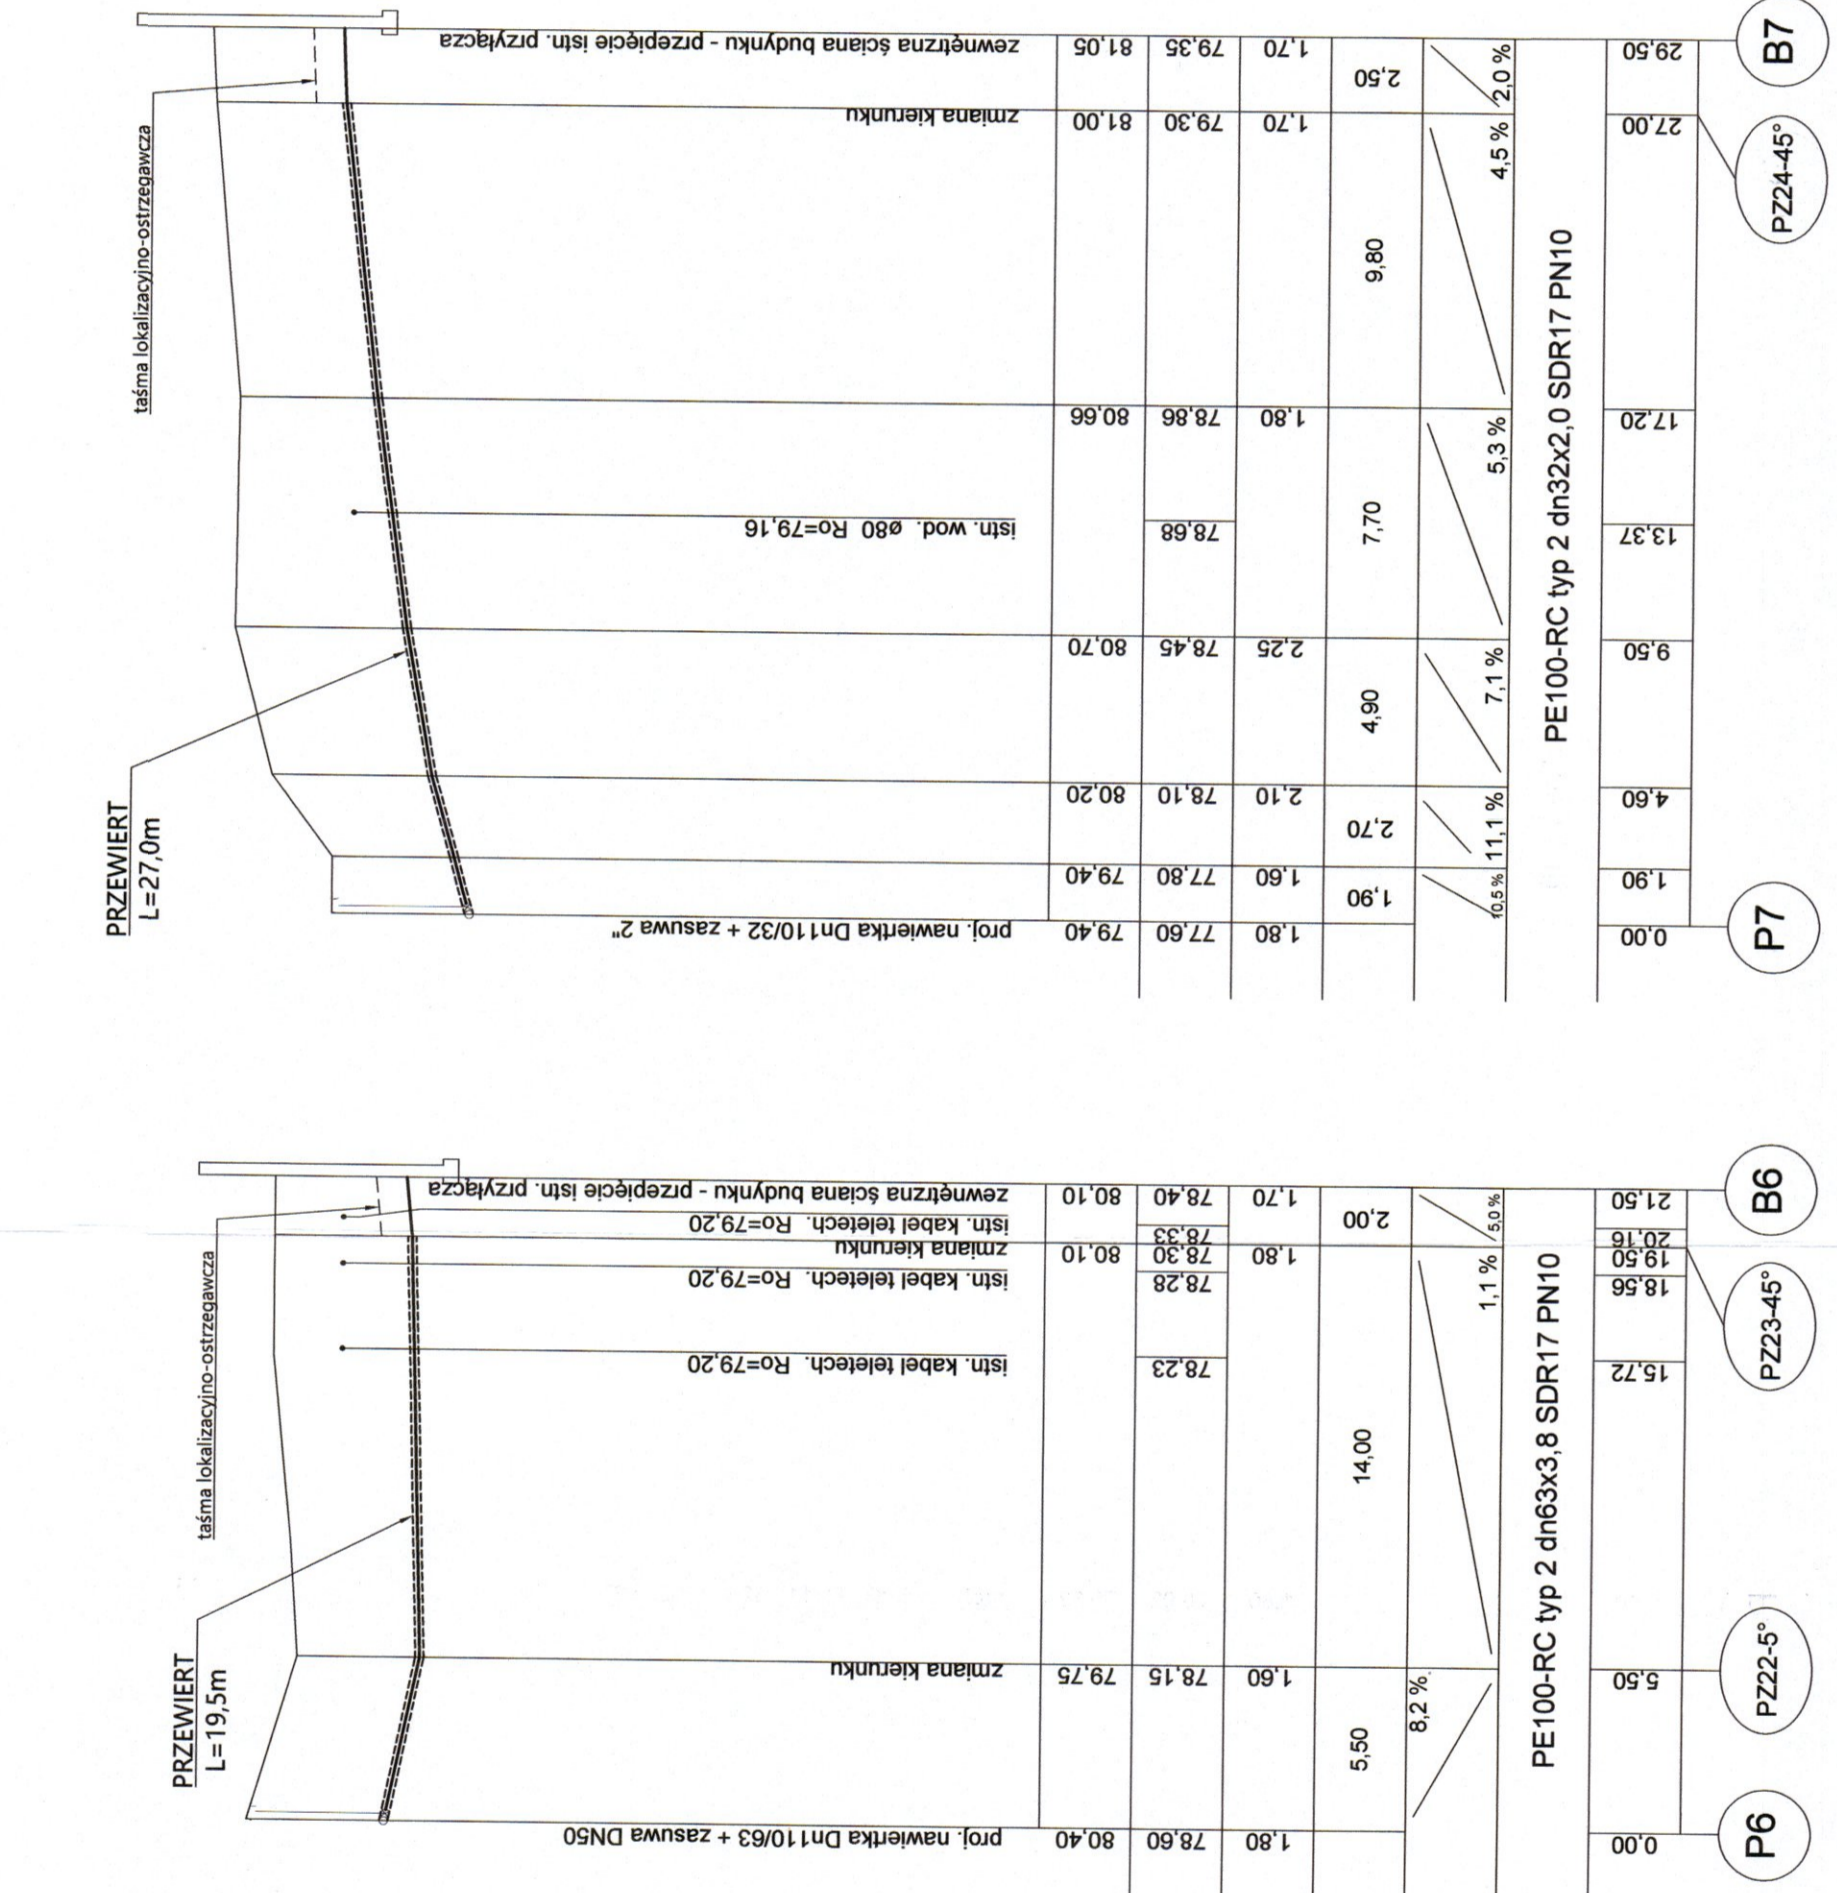 PRZEWIERT
L=27,0m
taśma lokalizacyjno-ostrzegawcza
proj. nawiertka Dn110/32 + zasuwa 2"
istn. wod. ø80 Ro=79,16
zmiana kierunku
zewnętrzna ściana budynku - przepięcie istn. przyłącza
79,40
79,40
80,20
80,70
80,66
81,00
81,05
77,60
77,80
78,10
78,45
78,68
78,86
79,30
79,35
1,80
1,60
2,10
2,25
1,80
1,70
1,70
1,90
2,70
4,90
7,70
9,80
2,50
10,5 %
11,1 %
7,1 %
5,3 %
4,5 %
2,0 %
PE100-RC typ 2 dn32x2,0 SDR17 PN10
0,00
1,90
4,60
9,50
13,37
17,20
27,00
29,50
P7
PZ24-45°
B7
PRZEWIERT
L=19,5m
taśma lokalizacyjno-ostrzegawcza
proj. nawiertka Dn110/63 + zasuwa DN50
zmiana kierunku
istn. kabel teletech. Ro=79,20
istn. kabel teletech. Ro=79,20
zmiana kierunku
istn. kabel teletech. Ro=79,20
zewnętrzna ściana budynku - przepięcie istn. przyłącza
80,40
79,75
80,10
80,10
78,60
78,15
78,23
78,28
78,30
78,33
78,40
1,80
1,60
1,80
1,70
5,50
14,00
2,00
8,2 %
1,1 %
5,0 %
PE100-RC typ 2 dn63x3,8 SDR17 PN10
0,00
5,50
15,72
18,56
19,50
20,16
21,50
P6
PZ22-5°
PZ23-45°
B6